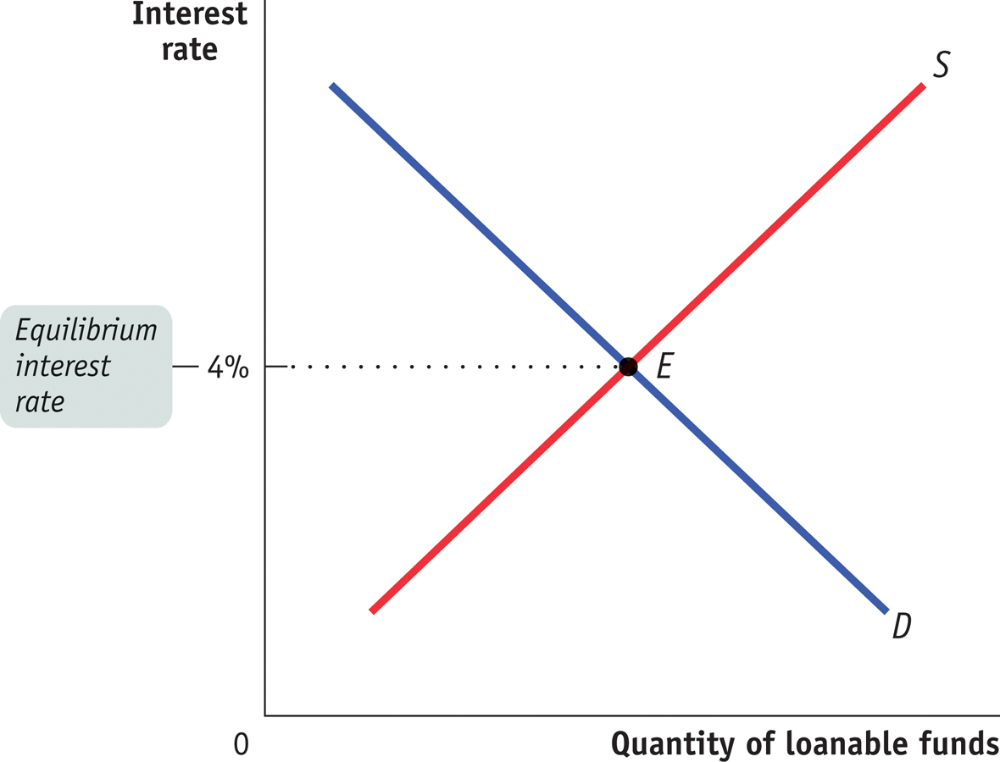 Interest
rate
S
Equilibrium
interest
rate
4%
E
D
0
Quantity of loanable funds